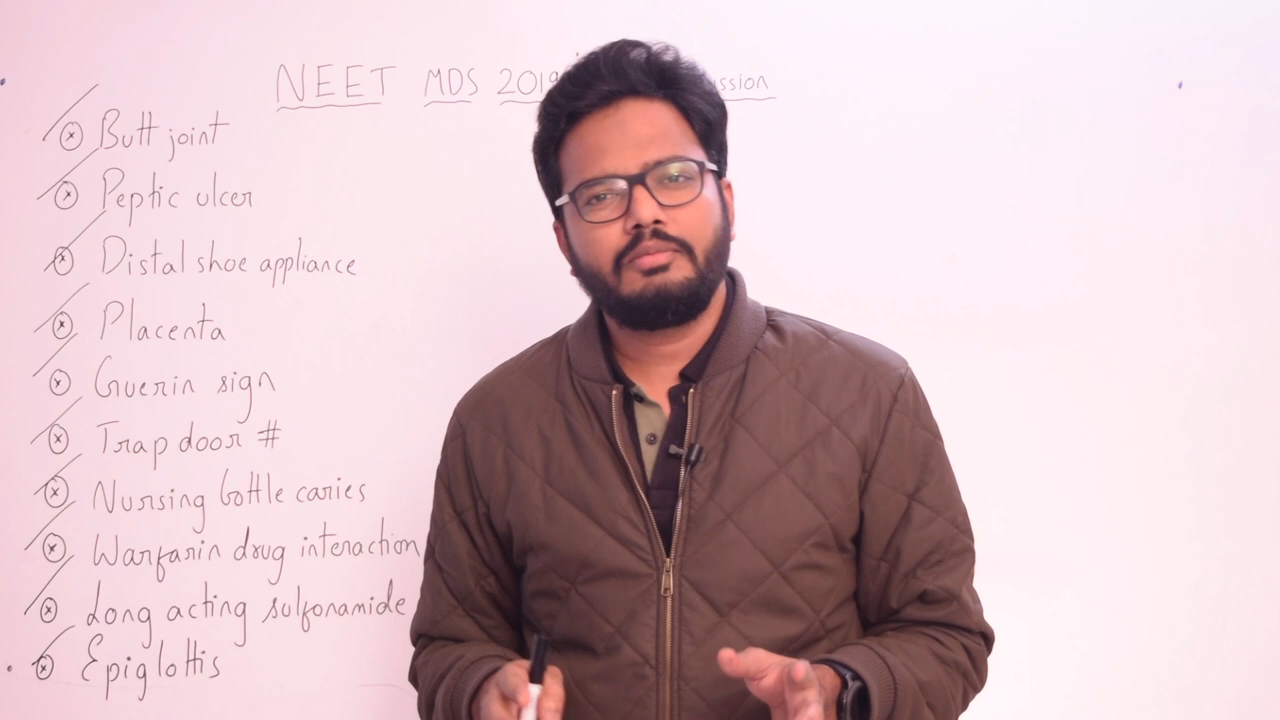 NEET MDS 2019 ssion
Butt joint
Peptic ulcer
Distal shoe appliance
Placenta
Guerin sign
Trap door #
Nursing bottle caries
Warfarin drug interaction
Long acting sulfonamide
Epiglottis